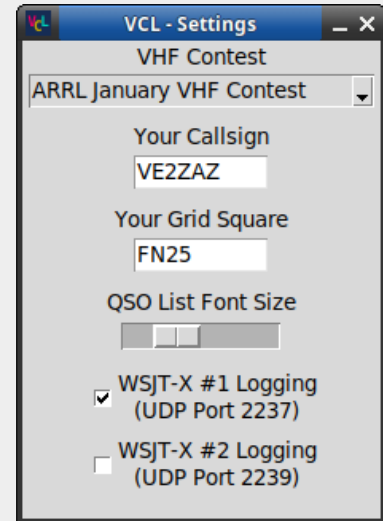 VCL
VCL - Settings
VHF Contest
ARRL January VHF Contest
Your Callsign
VE2ZAZ
Your Grid Square
FN25
QSO List Font Size
WSJT-X #1 Logging
(UDP Port 2237)
WSJT-X #2 Logging
(UDP Port 2239)